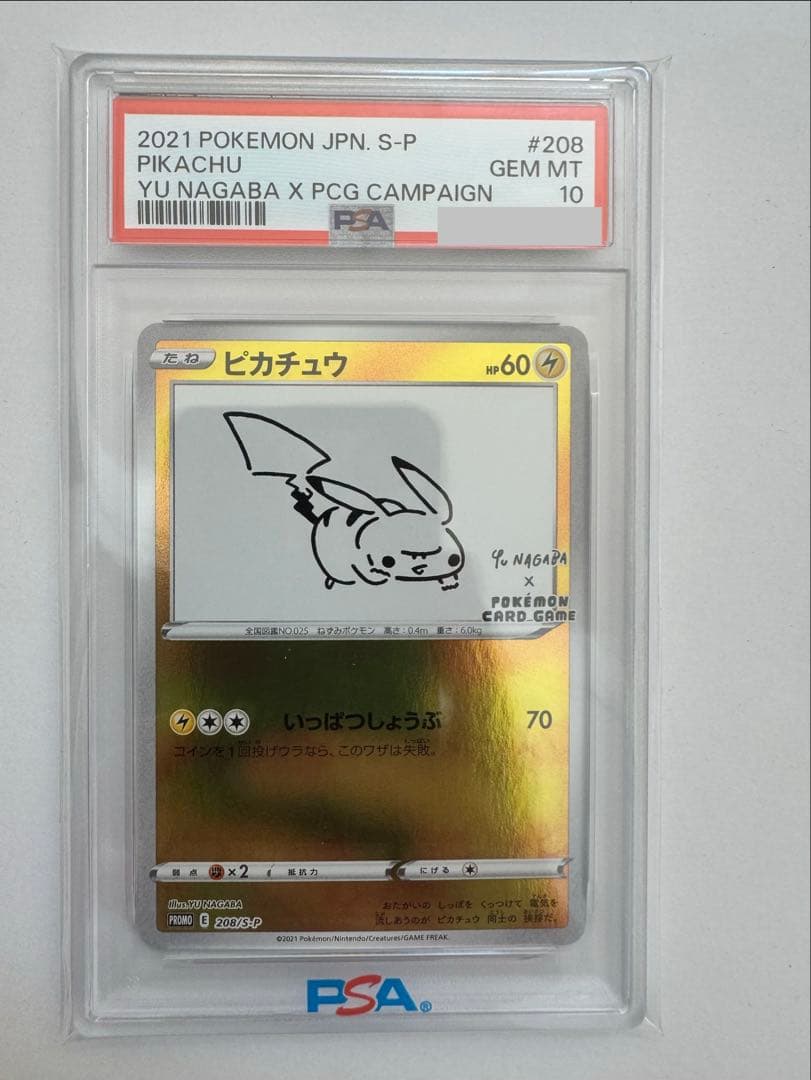 2021 POKEMON JPN. S-P #208
PIKACHU GEM MT
YU NAGABA X PCG CAMPAIGN 10
PSA
たね ピカチュウ HP60
Yu NAGABA
X
POKÉMON
CARD GAME
全国図鑑NO.025 ねずみポケモン 高さ:0.4m 重さ:6.0kg
いっぱつしょうぶ 70
コインを1回投げウラなら、このワザは失敗。
弱点 ×2 抵抗力 にげる
Illus.YU NAGABA
おたがいの しっぽを くっつけて 電気を
流しあうのが ピカチュウ 同士の 挨拶だ。
PROMO E 208/S-P
©2021 Pokémon/Nintendo/Creatures/GAME FREAK.
PSA®